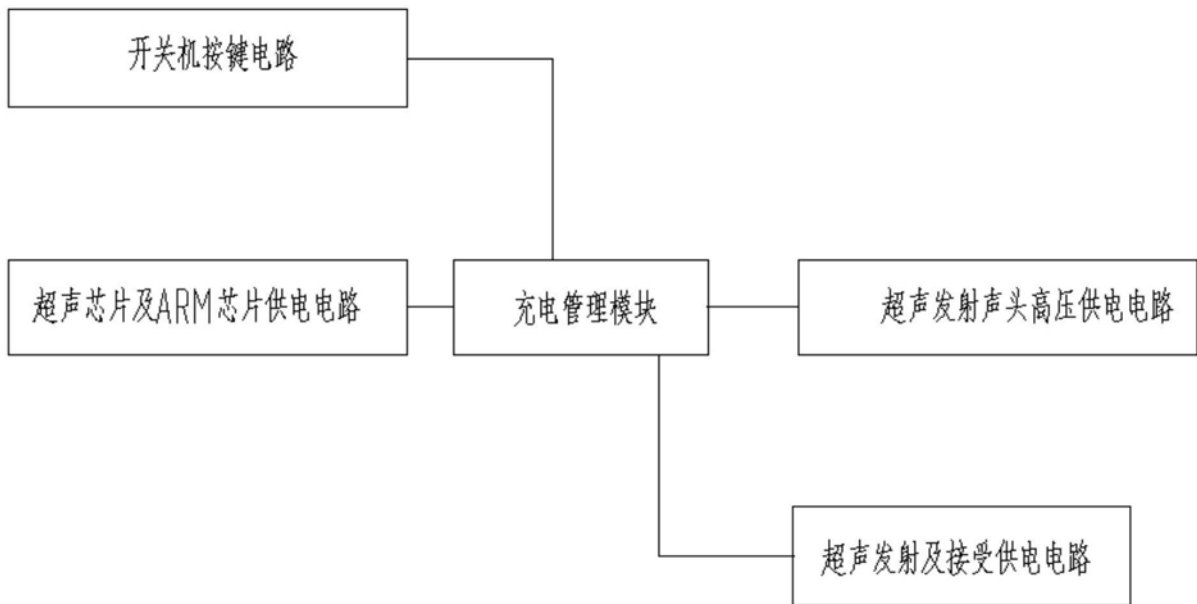 开关机按键电路
超声芯片及ARM芯片供电电路
充电管理模块
超声发射声头高压供电电路
超声发射及接受供电电路